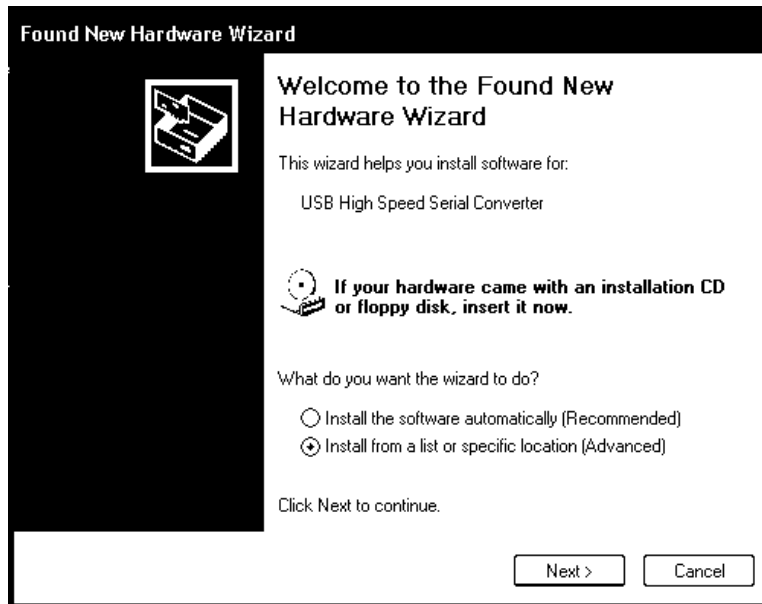 Found New Hardware Wizard
Welcome to the Found New
Hardware Wizard
This wizard helps you install software for:
USB High Speed Serial Converter
If your hardware came with an installation CD
or floppy disk, insert it now.
What do you want the wizard to do?
Install the software automatically (Recommended)
Install from a list or specific location (Advanced)
Click Next to continue.
Next >
Cancel